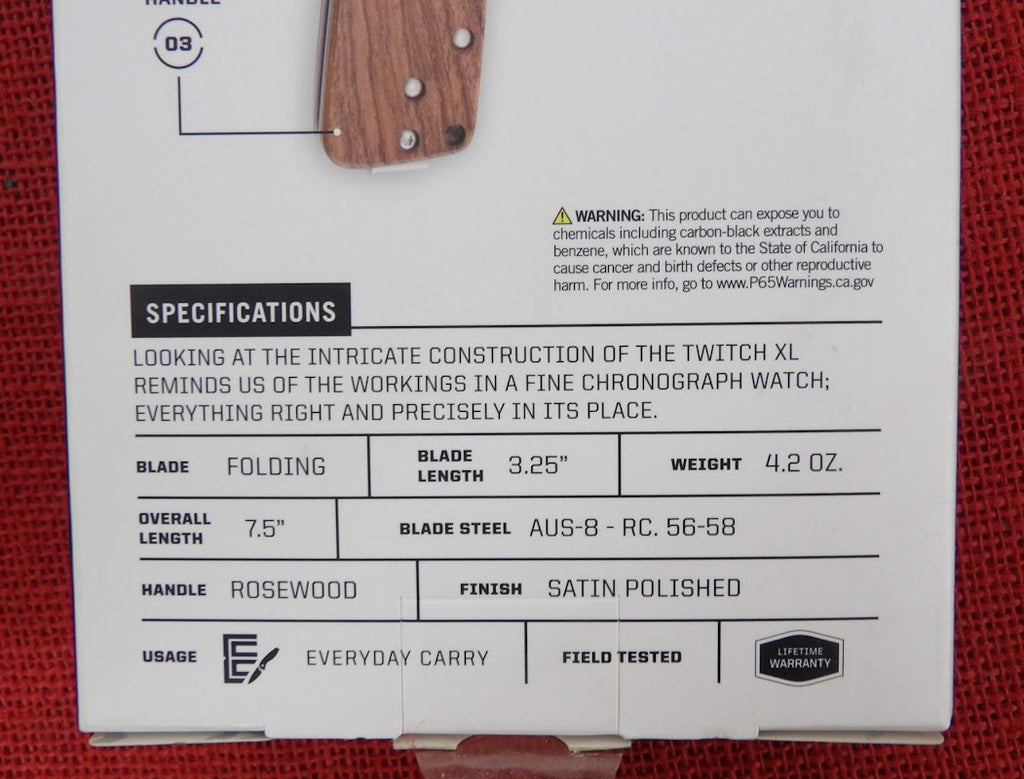 HANDLE
03
WARNING: This product can expose you to
chemicals including carbon-black extracts and
benzene, which are known to the State of California to
cause cancer and birth defects or other reproductive
harm. For more info, go to www.P65Warnings.ca.gov
SPECIFICATIONS
LOOKING AT THE INTRICATE CONSTRUCTION OF THE TWITCH XL
REMINDS US OF THE WORKINGS IN A FINE CHRONOGRAPH WATCH;
EVERYTHING RIGHT AND PRECISELY IN ITS PLACE.
BLADE FOLDING
BLADE
LENGTH 3.25"
WEIGHT 4.2 OZ.
OVERALL
LENGTH 7.5"
BLADE STEEL AUS-8 - RC. 56-58
HANDLE ROSEWOOD
FINISH SATIN POLISHED
USAGE EVERYDAY CARRY
FIELD TESTED
LIFETIME
WARRANTY